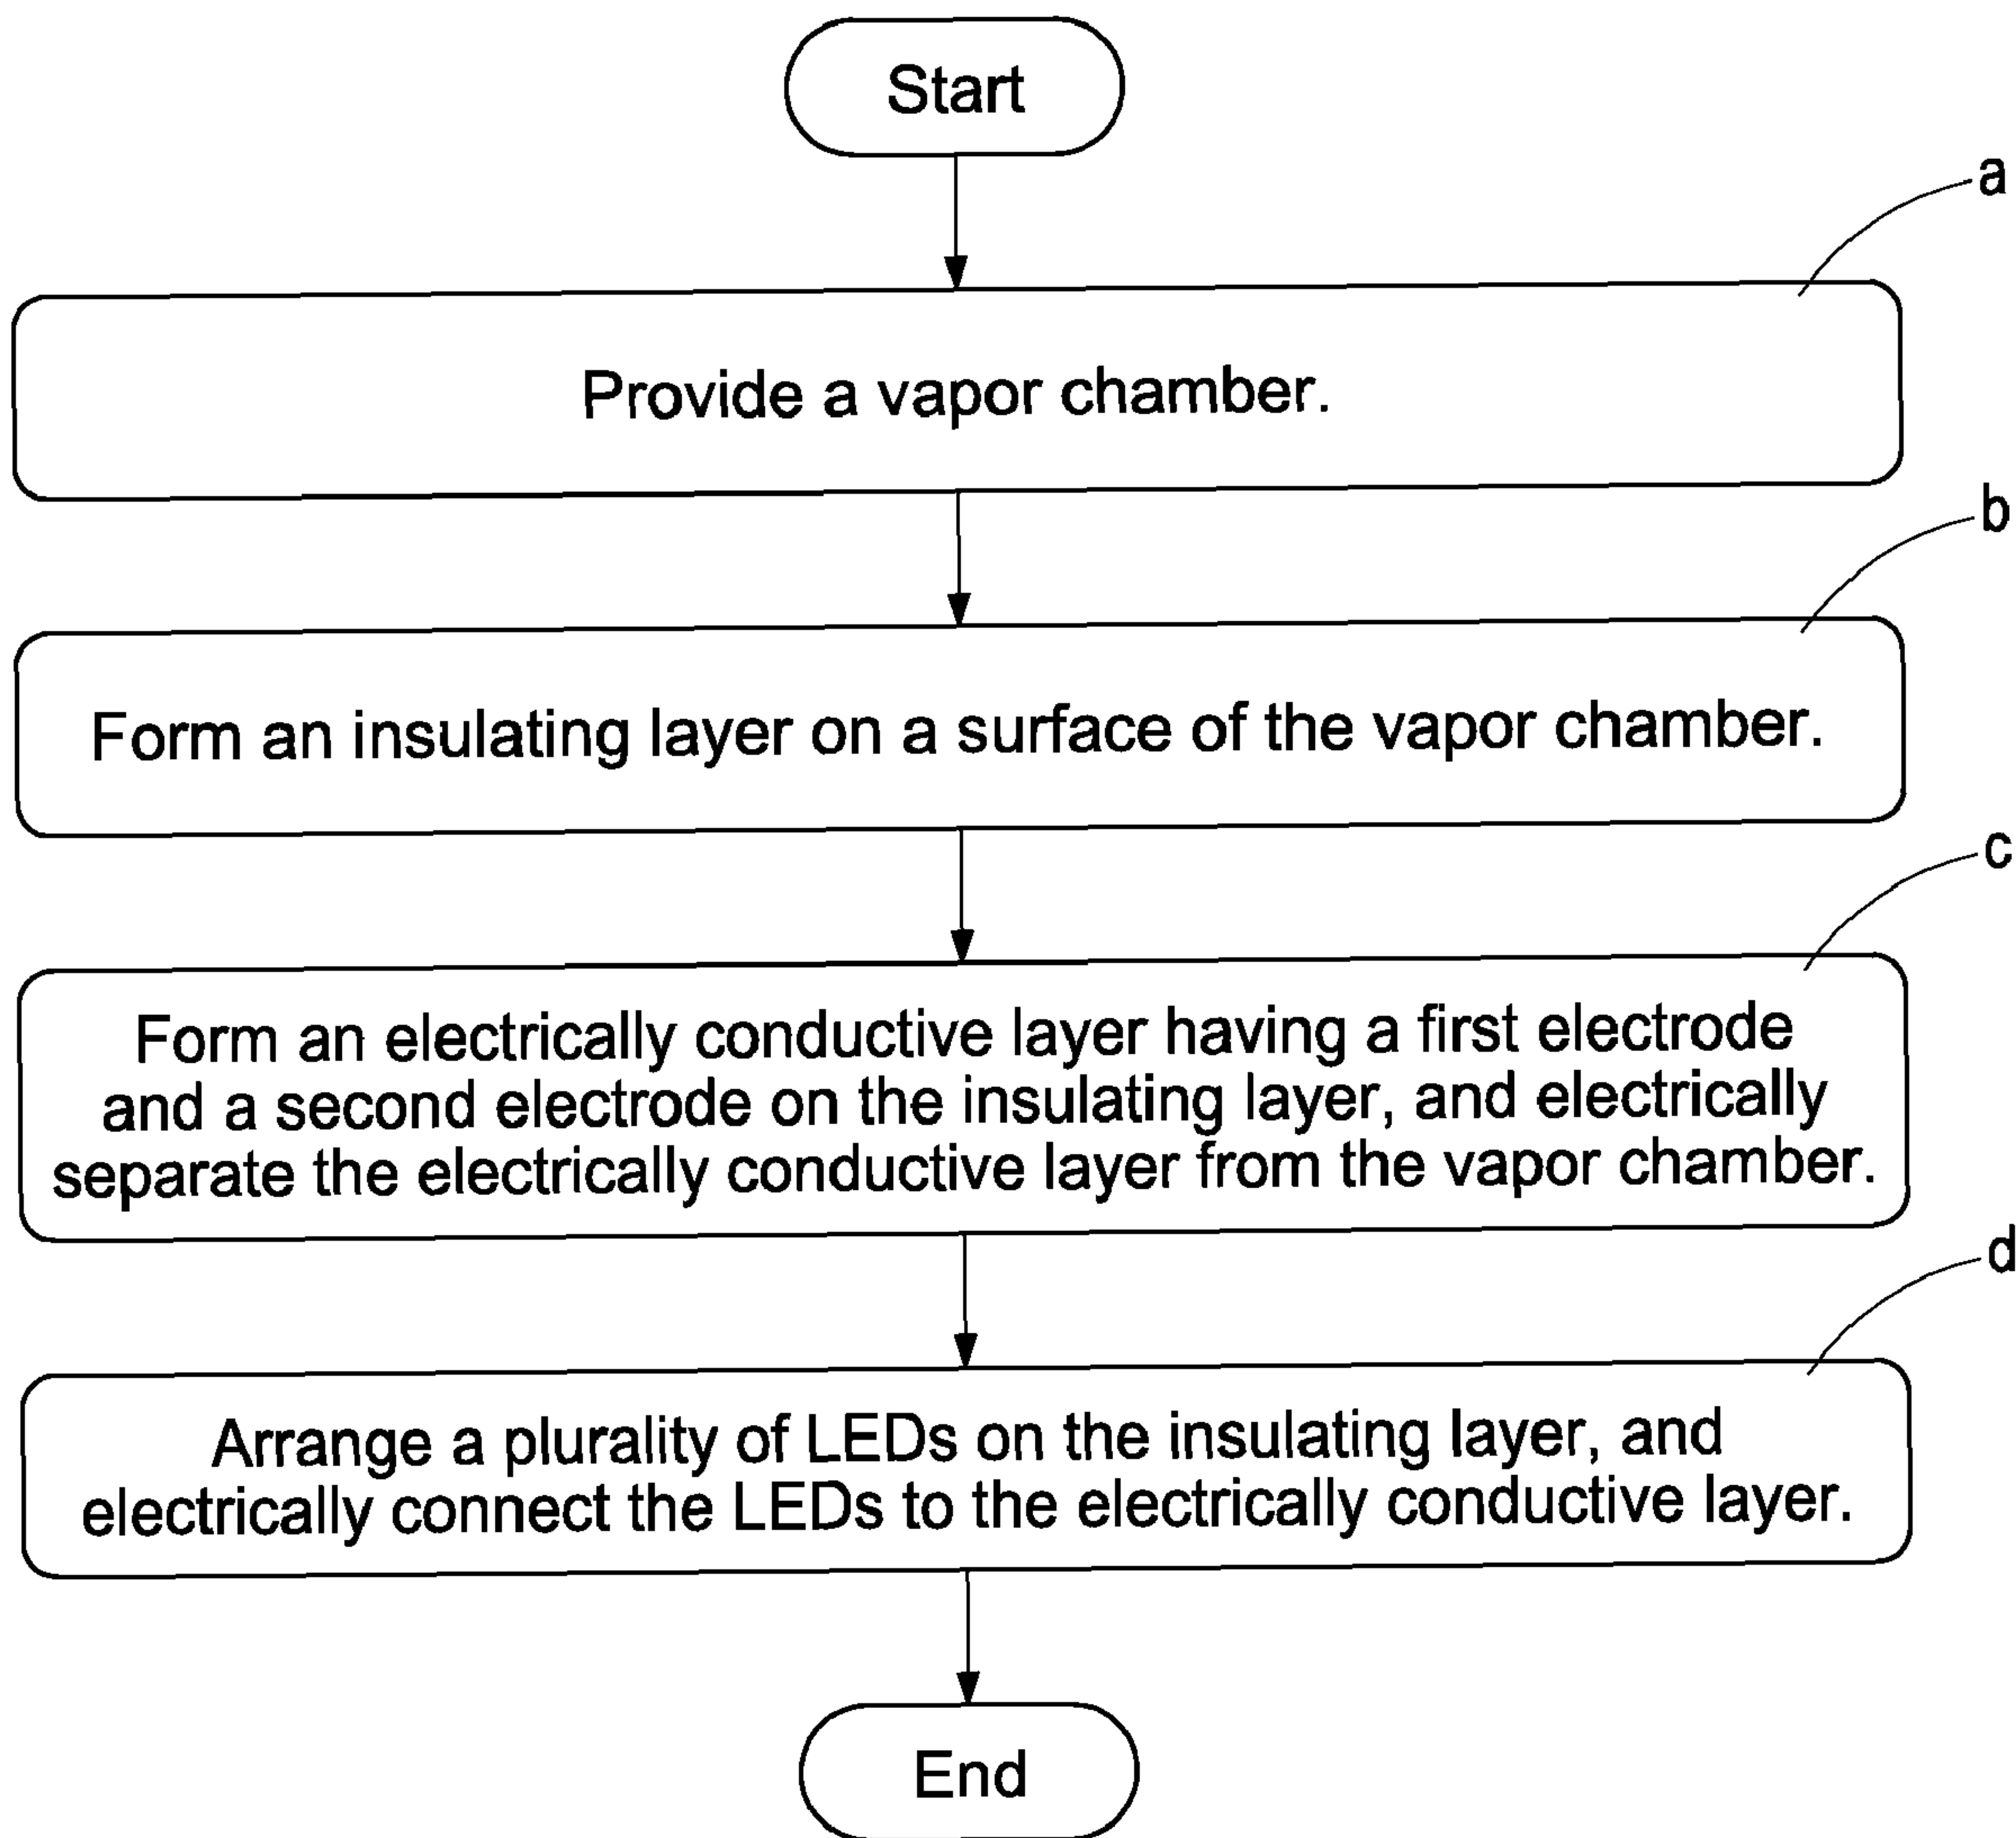 Start
a
Provide a vapor chamber.
b
Form an insulating layer on a surface of the vapor chamber.
c
Form an electrically conductive layer having a first electrode
and a second electrode on the insulating layer, and electrically
separate the electrically conductive layer from the vapor chamber.
d
Arrange a plurality of LEDs on the insulating layer, and
electrically connect the LEDs to the electrically conductive layer.
End